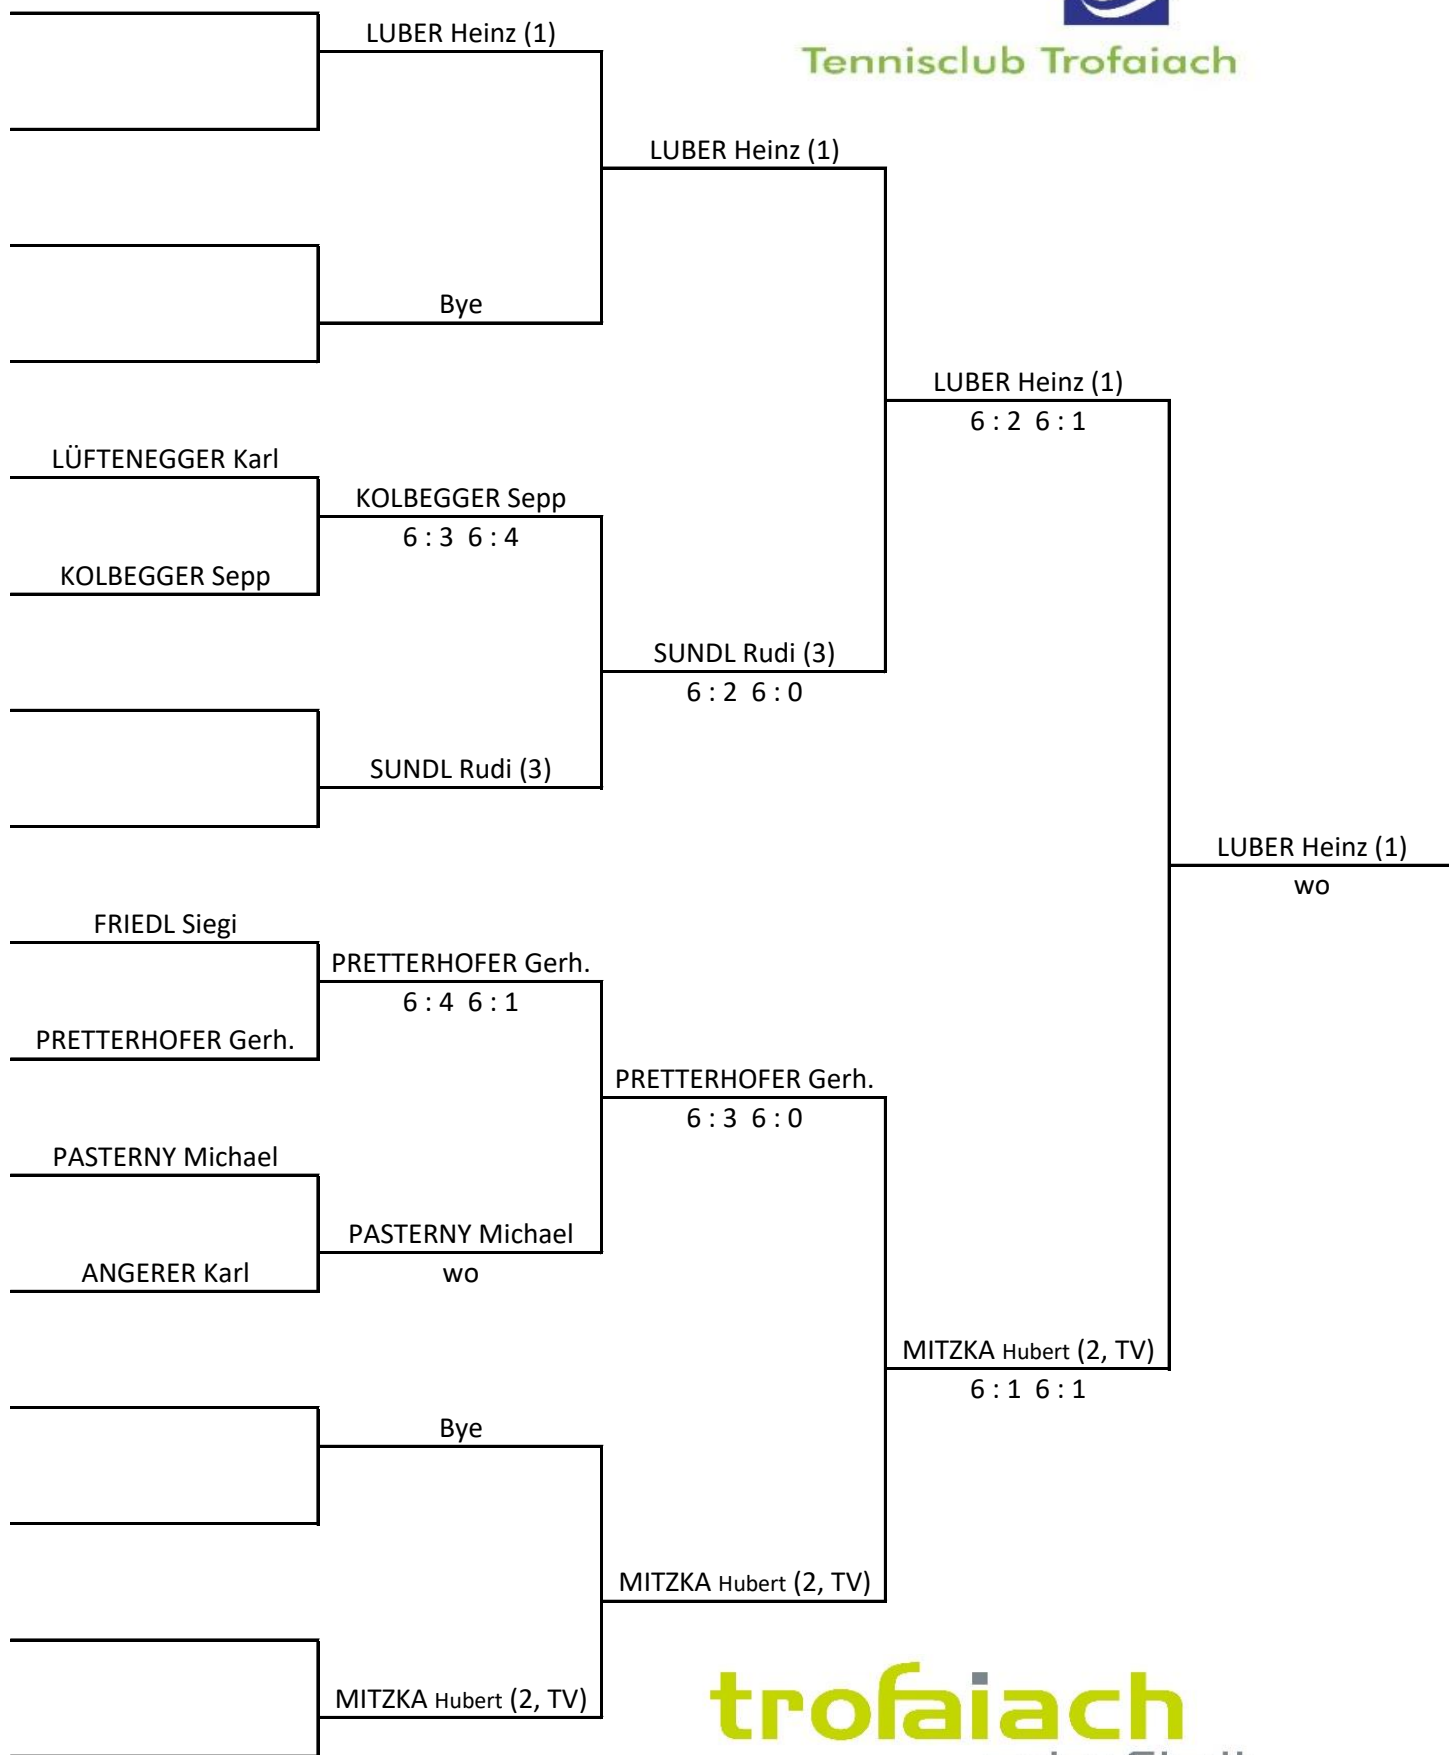 LUBER Heinz (1)
Tennisclub Trofaiach
LUBER Heinz (1)
Bye
LUBER Heinz (1)
6 : 2  6 : 1
LÜFTENEGGER Karl
KOLBEGGER Sepp
6 : 3  6 : 4
KOLBEGGER Sepp
SUNDL Rudi (3)
6 : 2  6 : 0
SUNDL Rudi (3)
LUBER Heinz (1)
wo
FRIEDL Siegi
PRETTERHOFER Gerh.
6 : 4  6 : 1
PRETTERHOFER Gerh.
PRETTERHOFER Gerh.
6 : 3  6 : 0
PASTERNY Michael
PASTERNY Michael
wo
ANGERER Karl
MITZKA Hubert (2, TV)
6 : 1  6 : 1
Bye
MITZKA Hubert (2, TV)
MITZKA Hubert (2, TV)
trofaiach